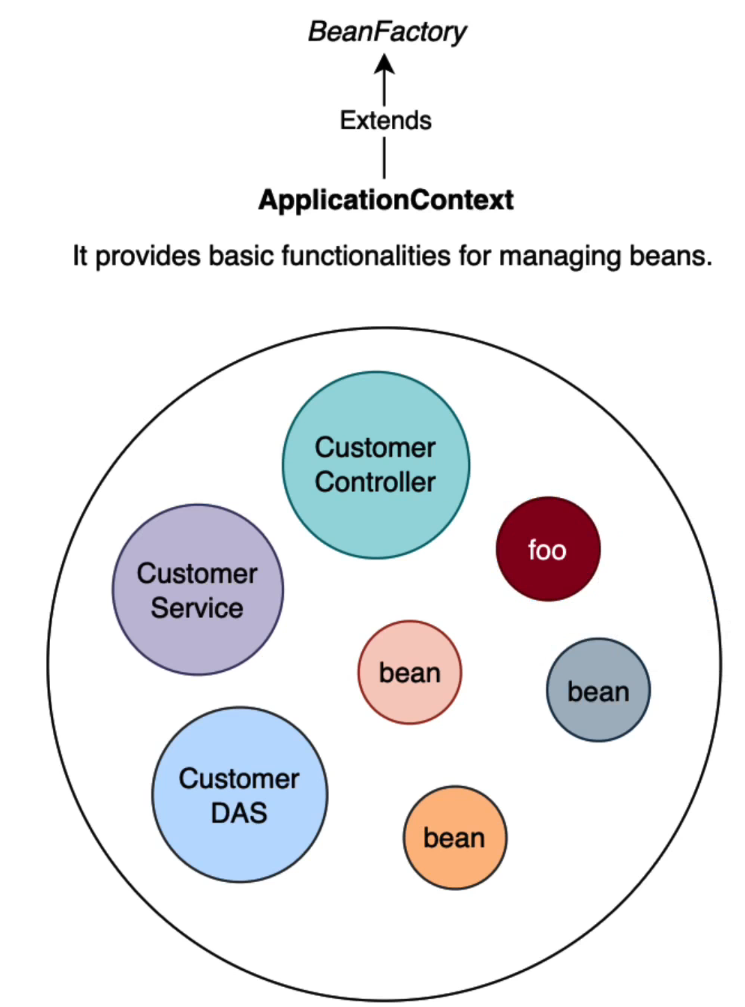 BeanFactory
Extends
ApplicationContext
It provides basic functionalities for managing beans.
Customer
Controller
foo
Customer
Service
bean
bean
Customer
DAS
bean